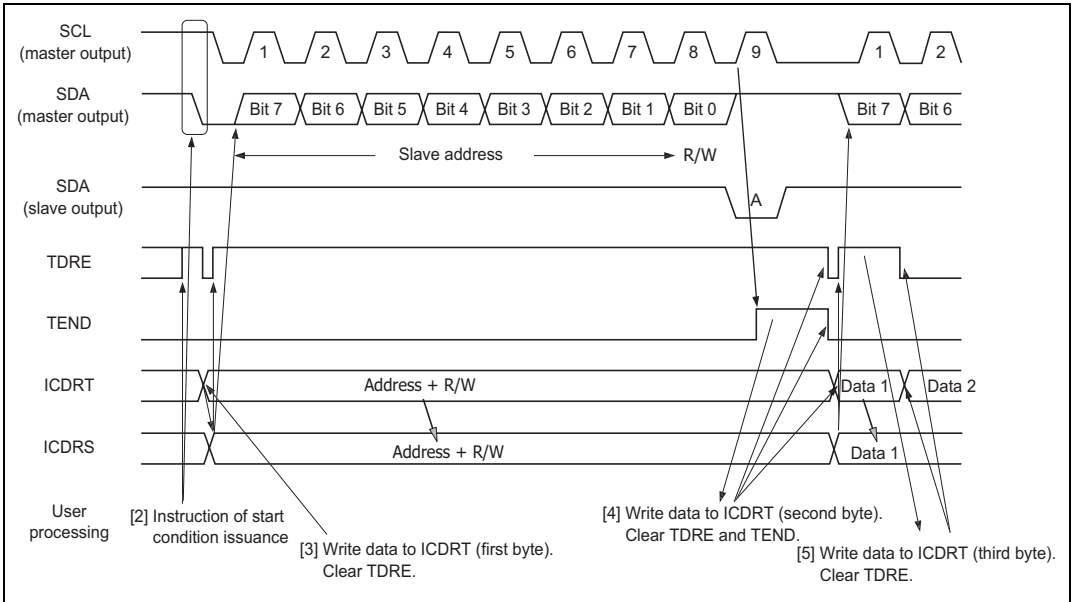 SCL
(master output)
1 2 3 4 5 6 7 8 9 1 2
SDA
(master output)
Bit 7 Bit 6 Bit 5 Bit 4 Bit 3 Bit 2 Bit 1 Bit 0 Bit 7 Bit 6
Slave address R/W
SDA
(slave output)
A
TDRE
TEND
ICDRT
Address + R/W Data 1 Data 2
ICDRS
Address + R/W Data 1
User
processing
[2] Instruction of start
condition issuance
[3] Write data to ICDRT (first byte).
Clear TDRE.
[4] Write data to ICDRT (second byte).
Clear TDRE and TEND.
[5] Write data to ICDRT (third byte).
Clear TDRE.